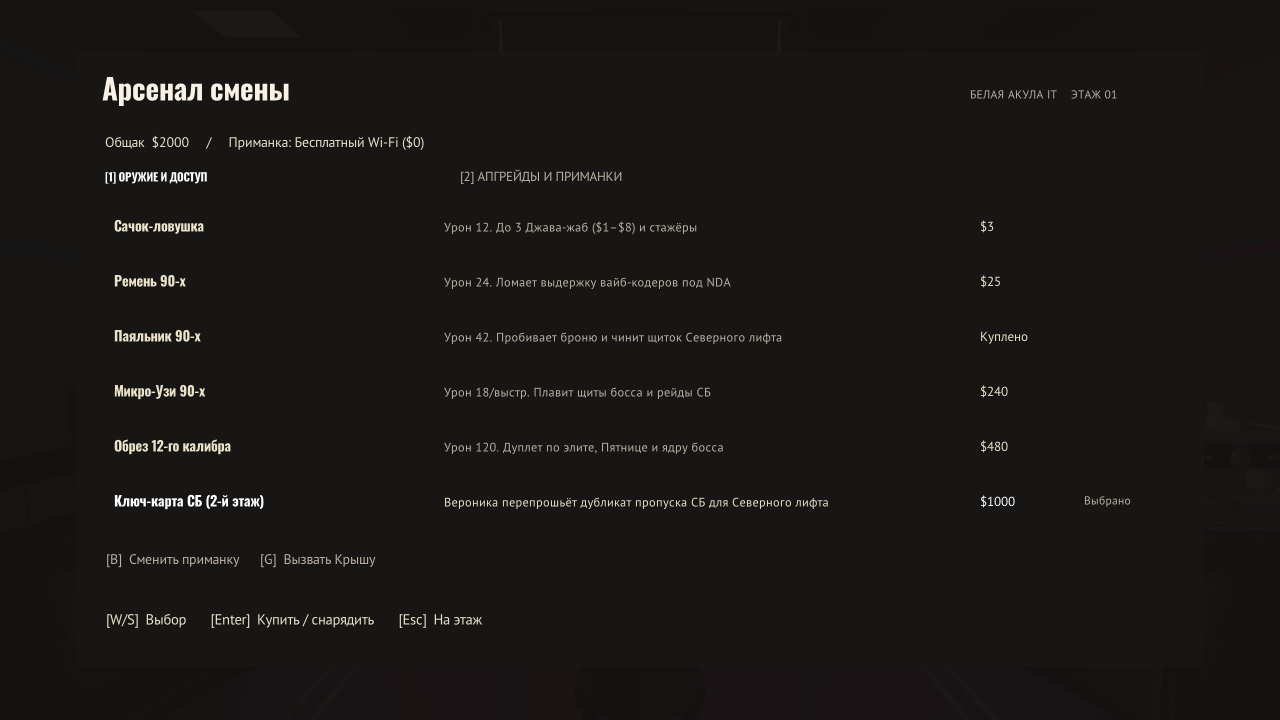 Арсенал смены
БЕЛАЯ АКУЛА IT ЭТАЖ 01
Общак $2000 / Приманка: Бесплатный Wi-Fi ($0)
[1] ОРУЖИЕ И ДОСТУП [2] АПГРЕЙДЫ И ПРИМАНКИ
Сачок-ловушка Урон 12. До 3 Джава-жаб ($1–$8) и стажёры $3
Ремень 90-х Урон 24. Ломает выдержку вайб-кодеров под NDA $25
Паяльник 90-х Урон 42. Пробивает броню и чинит щиток Северного лифта Куплено
Микро-Узи 90-х Урон 18/выстр. Плавит щиты босса и рейды СБ $240
Обрез 12-го калибра Урон 120. Дуплет по элите, Пятнице и ядру босса $480
Ключ-карта СБ (2-й этаж) Вероника перепрошьёт дубликат пропуска СБ для Северного лифта $1000 Выбрано
[B] Сменить приманку [G] Вызвать Крышу
[W/S] Выбор [Enter] Купить / снарядить [Esc] На этаж